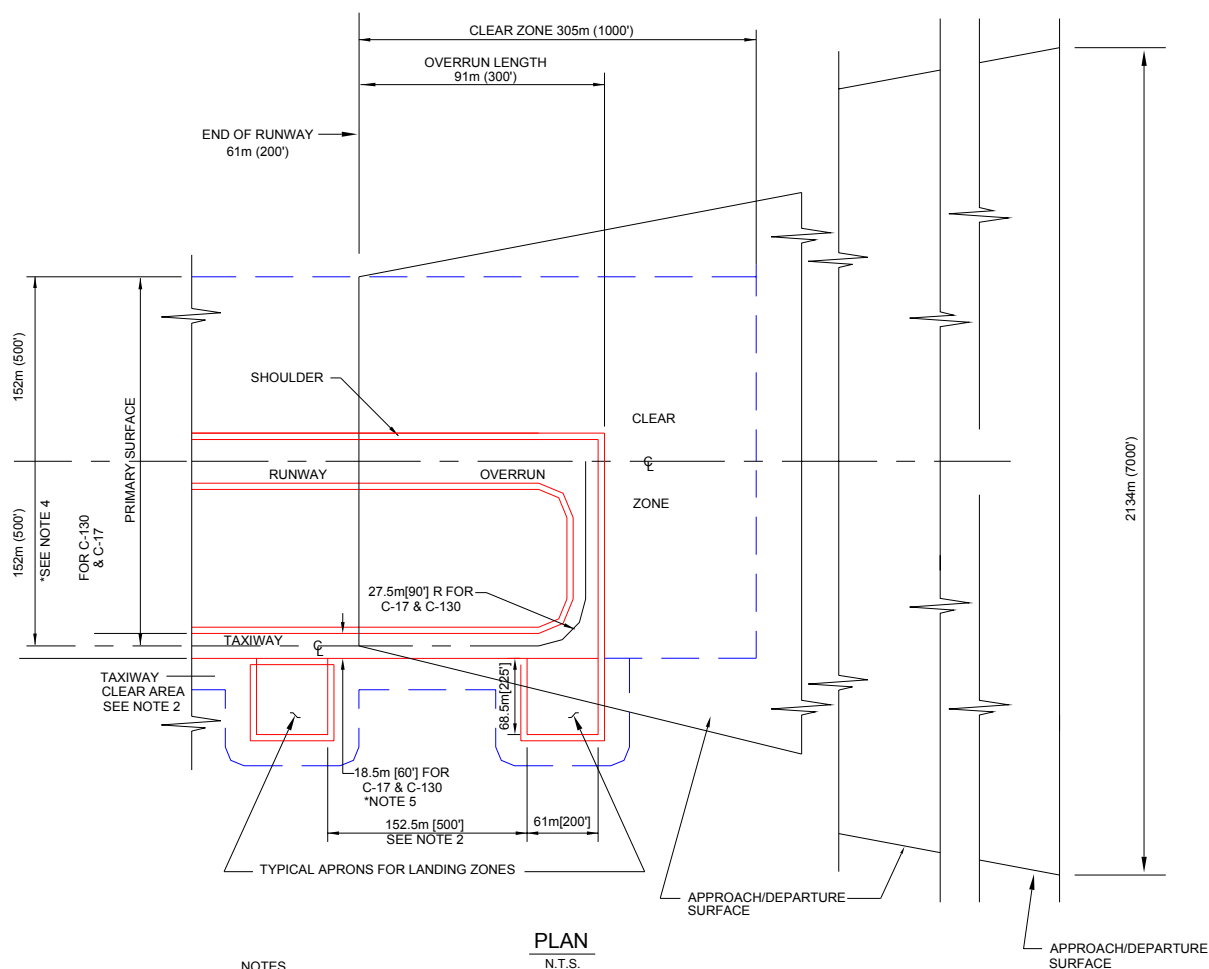 CLEAR ZONE 305m (1000')
OVERRUN LENGTH
91m (300')
END OF RUNWAY
61m (200')
152m (500')
PRIMARY SURFACE
SHOULDER
CLEAR
℄
ZONE
RUNWAY
OVERRUN
152m (500')
*SEE NOTE 4
FOR C-130
& C-17
2134m (7000')
27.5m[90'] R FOR
C-17 & C-130
TAXIWAY
℄
TAXIWAY
CLEAR AREA
SEE NOTE 2
68.5m[225']
18.5m [60'] FOR
C-17 & C-130
*NOTE 5
152.5m [500']
SEE NOTE 2
61m[200']
TYPICAL APRONS FOR LANDING ZONES
APPROACH/DEPARTURE
SURFACE
APPROACH/DEPARTURE
SURFACE
PLAN
N.T.S.
NOTES